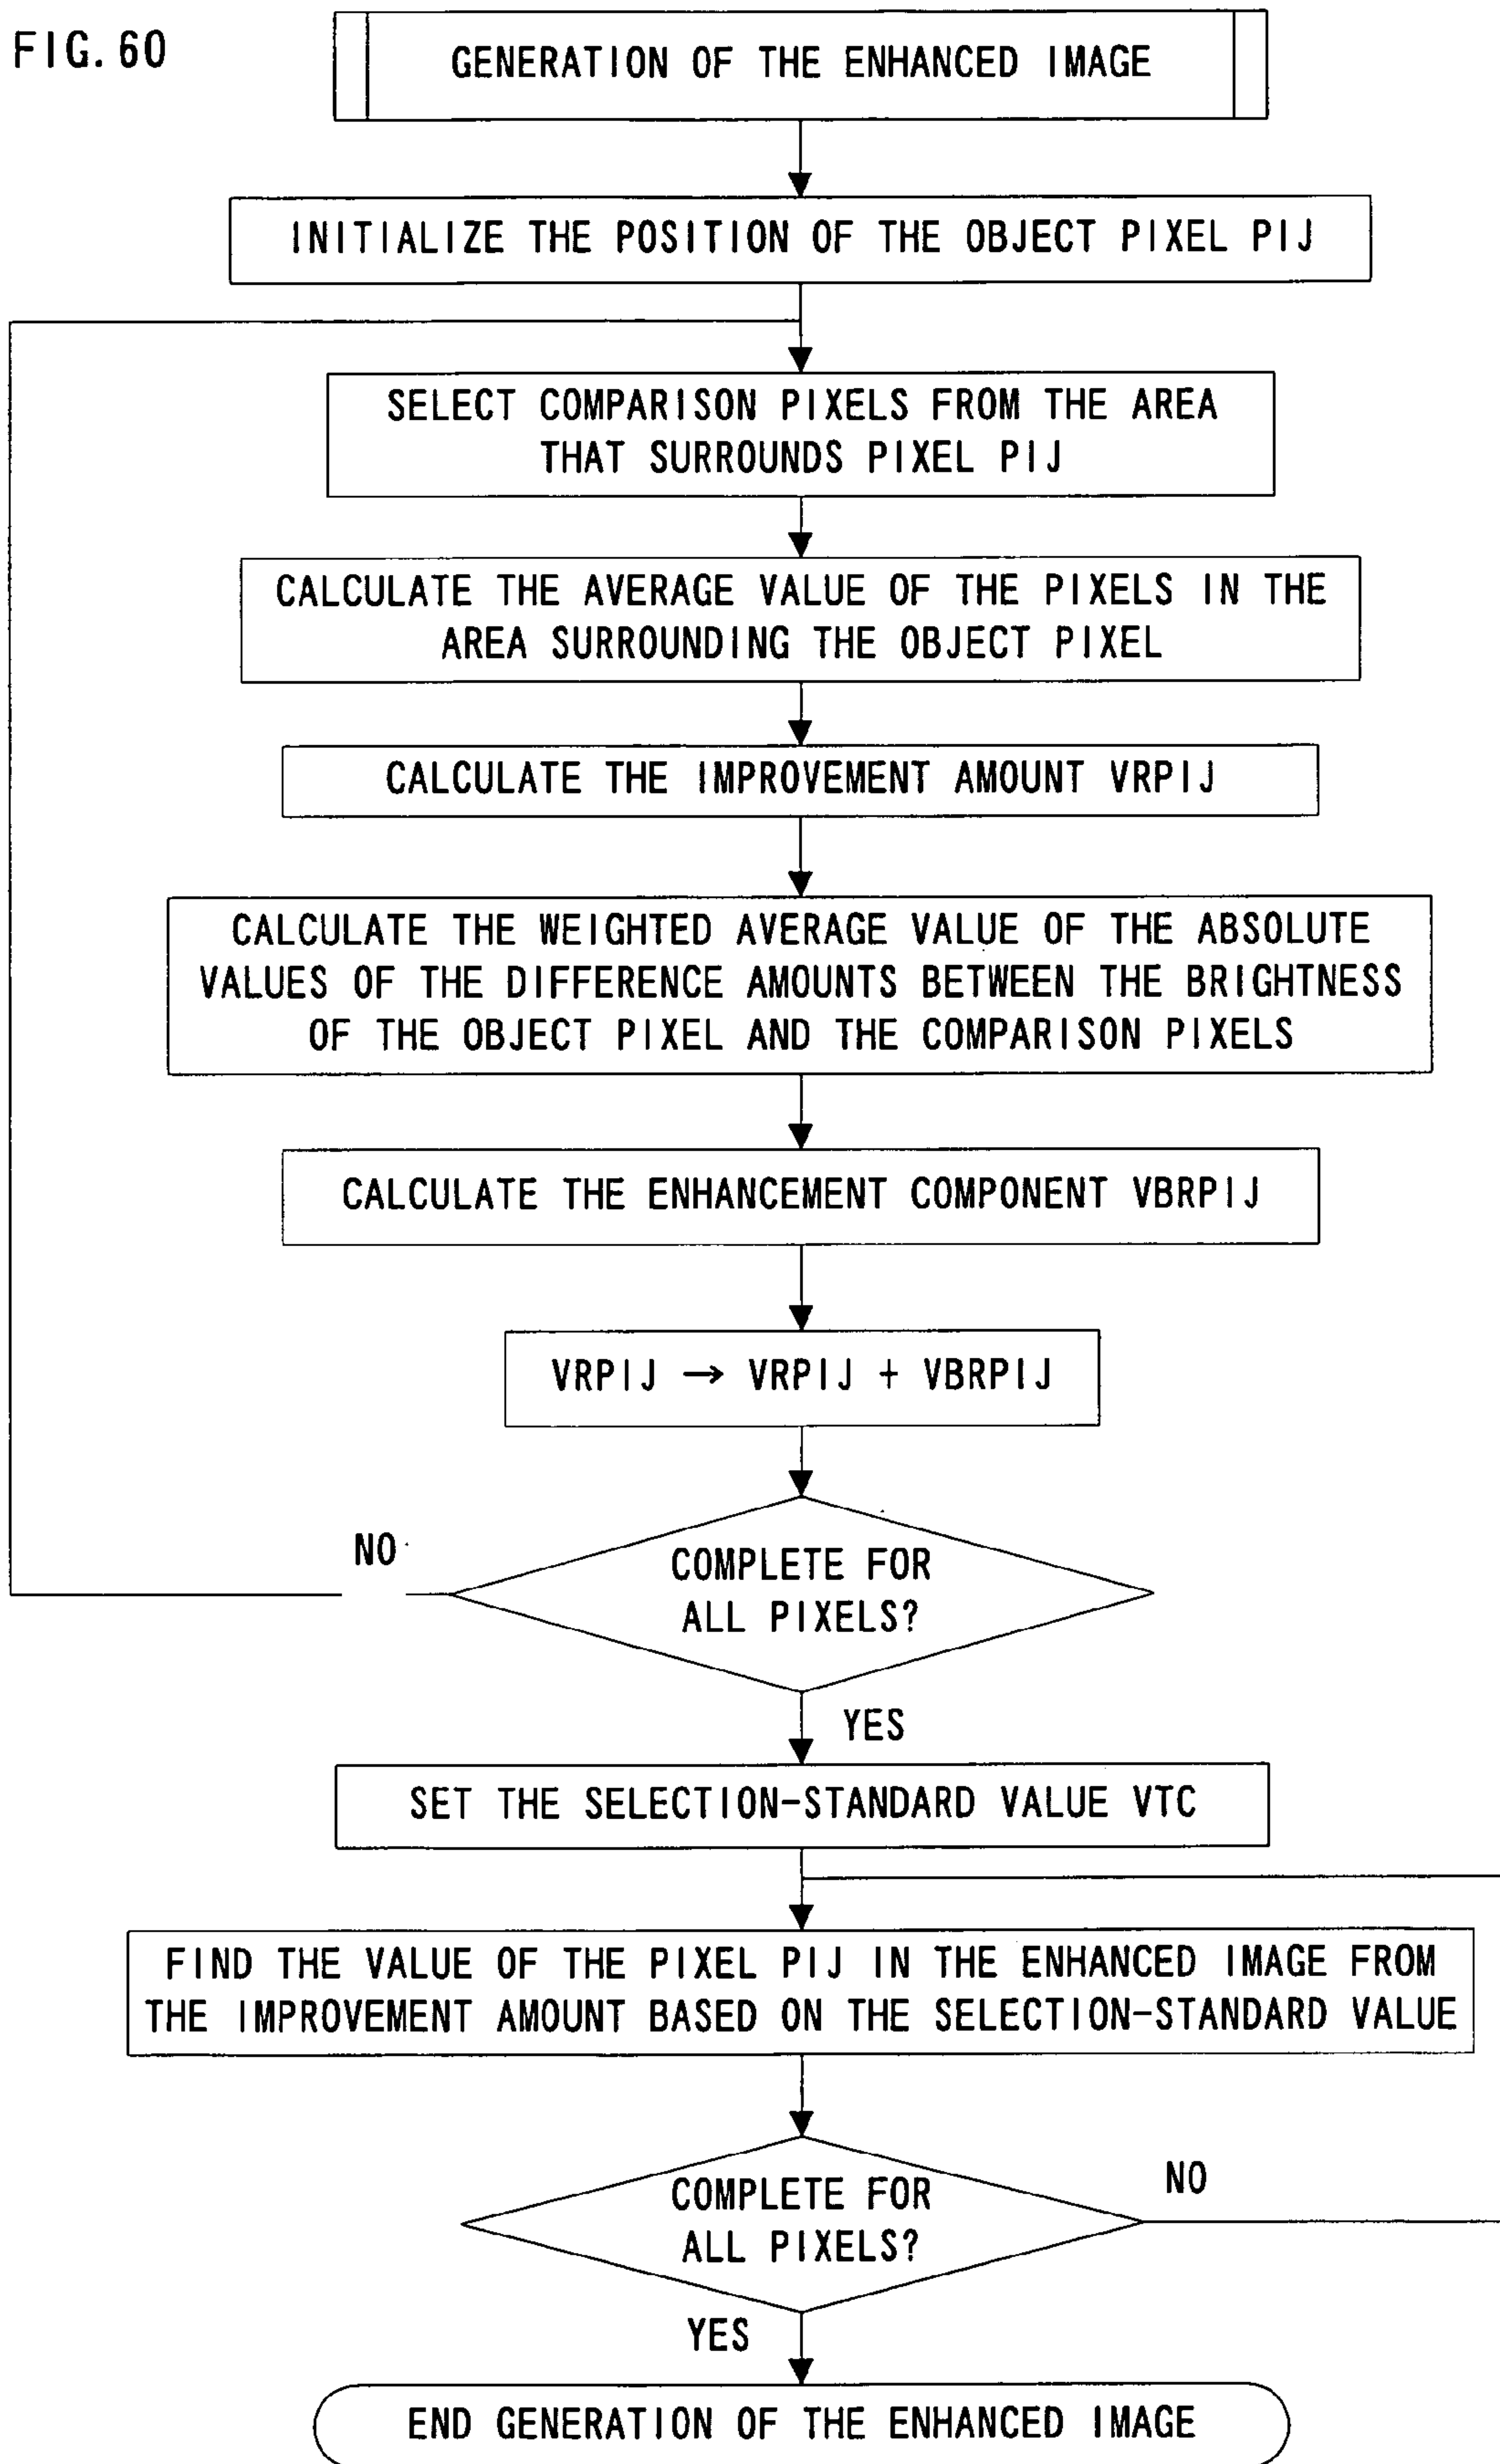 FIG. 60
GENERATION OF THE ENHANCED IMAGE
INITIALIZE THE POSITION OF THE OBJECT PIXEL PIJ
SELECT COMPARISON PIXELS FROM THE AREA
THAT SURROUNDS PIXEL PIJ
CALCULATE THE AVERAGE VALUE OF THE PIXELS IN THE
AREA SURROUNDING THE OBJECT PIXEL
CALCULATE THE IMPROVEMENT AMOUNT VRPIJ
CALCULATE THE WEIGHTED AVERAGE VALUE OF THE ABSOLUTE
VALUES OF THE DIFFERENCE AMOUNTS BETWEEN THE BRIGHTNESS
OF THE OBJECT PIXEL AND THE COMPARISON PIXELS
CALCULATE THE ENHANCEMENT COMPONENT VBRPIJ
VRPIJ → VRPIJ + VBRPIJ
NO
COMPLETE FOR
ALL PIXELS?
YES
SET THE SELECTION-STANDARD VALUE VTC
FIND THE VALUE OF THE PIXEL PIJ IN THE ENHANCED IMAGE FROM
THE IMPROVEMENT AMOUNT BASED ON THE SELECTION-STANDARD VALUE
COMPLETE FOR
ALL PIXELS?
NO
YES
END GENERATION OF THE ENHANCED IMAGE